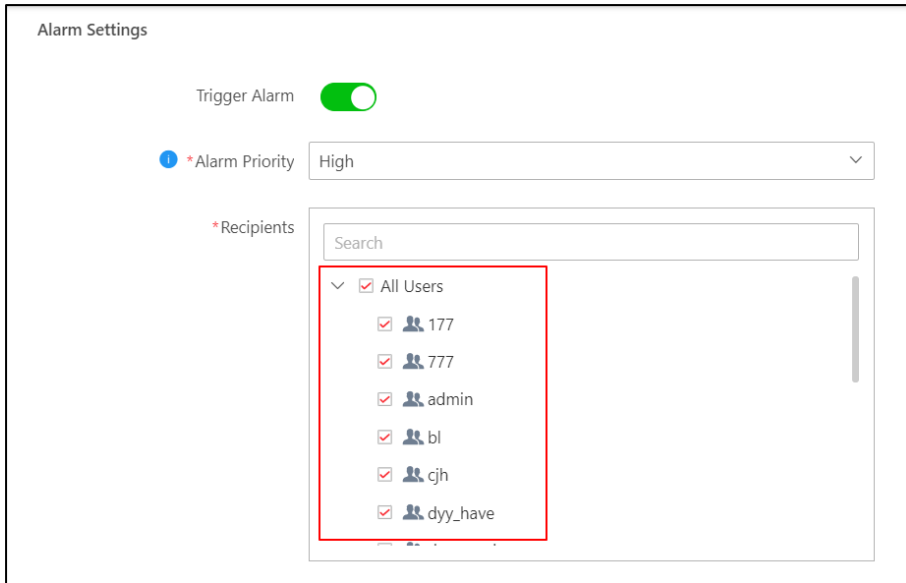 Alarm Settings
Trigger Alarm
*Alarm Priority High
*Recipients
Search
All Users
177
777
admin
bl
cjh
dyy_have